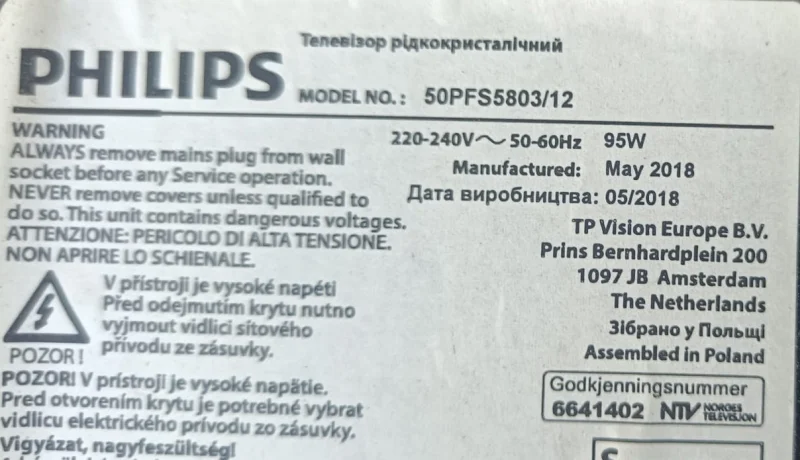 Телевізор рідкокристалічний
PHILIPS
MODEL NO.: 50PFS5803/12
WARNING
ALWAYS remove mains plug from wall
socket before any Service operation.
NEVER remove covers unless qualified to
do so. This unit contains dangerous voltages.
ATTENZIONE: PERICOLO DI ALTA TENSIONE.
NON APRIRE LO SCHIENALE.
V přístroji je vysoké napéti
Před odejmutím krytu nutno
vyjmout vidlici sítového
přívodu ze zásuvky.
POZOR!
POZOR! V prístroji je vysoké napätie.
Pred otvorením krytu je potrebné vybrat
vidlicu elektrického prívodu zo zásuvky.
Vigyázat, nagyfeszültség!
220-240V~ 50-60Hz 95W
Manufactured: May 2018
Дата виробництва: 05/2018
TP Vision Europe B.V.
Prins Bernhardplein 200
1097 JB Amsterdam
The Netherlands
Зібрано у Польщі
Assembled in Poland
Godkjenningsnummer
6641402 NTV NORGES
TELEVISJON